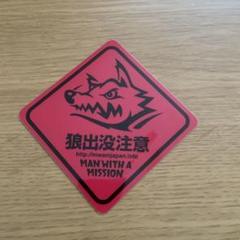 狼出没注意
http://mwamjapan.info
MAN WITH A
MISSION